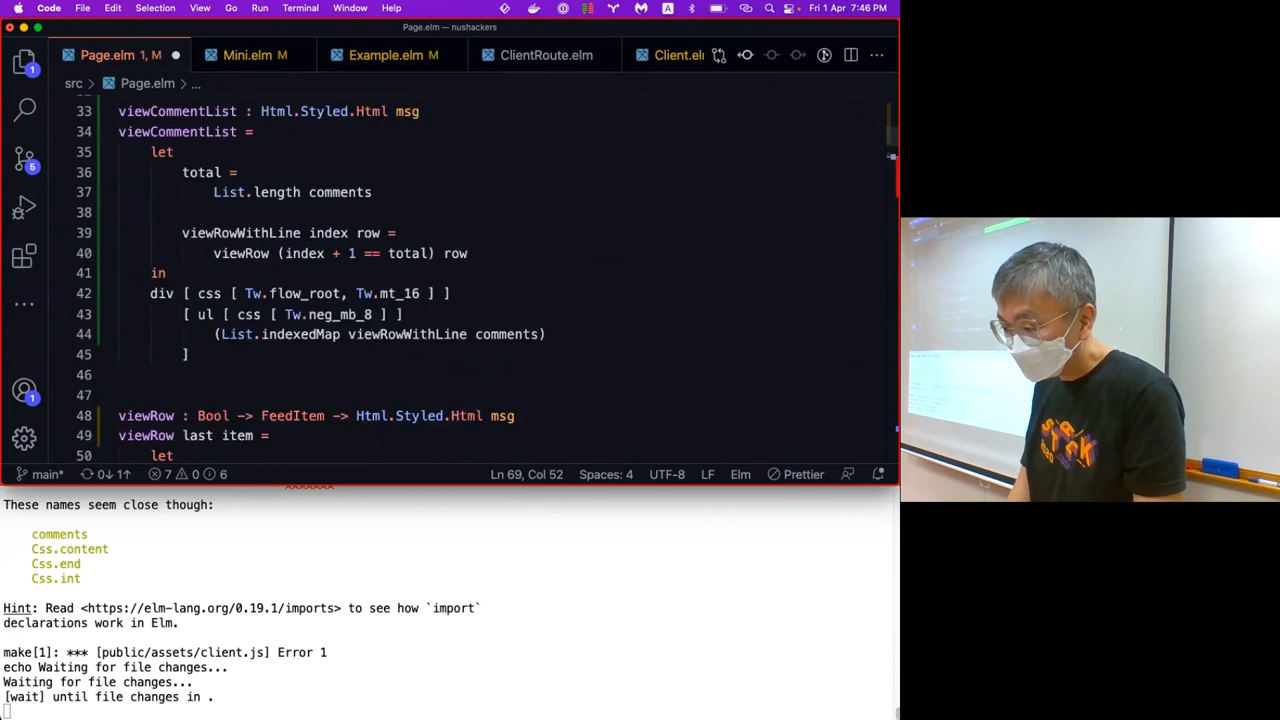 Code File Edit Selection View Go Run Terminal Window Help Fri 1 Apr 7:46 PM
Page.elm — nushackers
Page.elm 1, M Mini.elm M Example.elm M ClientRoute.elm Client.el
src > Page.elm > ...
33 viewCommentList : Html.Styled.Html msg
34 viewCommentList =
35 let
36 total =
37 List.length comments
38
39 viewRowWithLine index row =
40 viewRow (index + 1 == total) row
41 in
42 div [ css [ Tw.flow_root, Tw.mt_16 ] ]
43 [ ul [ css [ Tw.neg_mb_8 ] ]
44 (List.indexedMap viewRowWithLine comments)
45 ]
46
47
48 viewRow : Bool -> FeedItem -> Html.Styled.Html msg
49 viewRow last item =
50 let
1
5
1
main* 0↓ 1↑ 7 0 6 Ln 69, Col 52 Spaces: 4 UTF-8 LF Elm Prettier
^^^^^^^
These names seem close though:
comments
Css.content
Css.end
Css.int
Hint: Read <https://elm-lang.org/0.19.1/imports> to see how `import`
declarations work in Elm.
make[1]: *** [public/assets/client.js] Error 1
echo Waiting for file changes...
Waiting for file changes...
[wait] until file changes in .